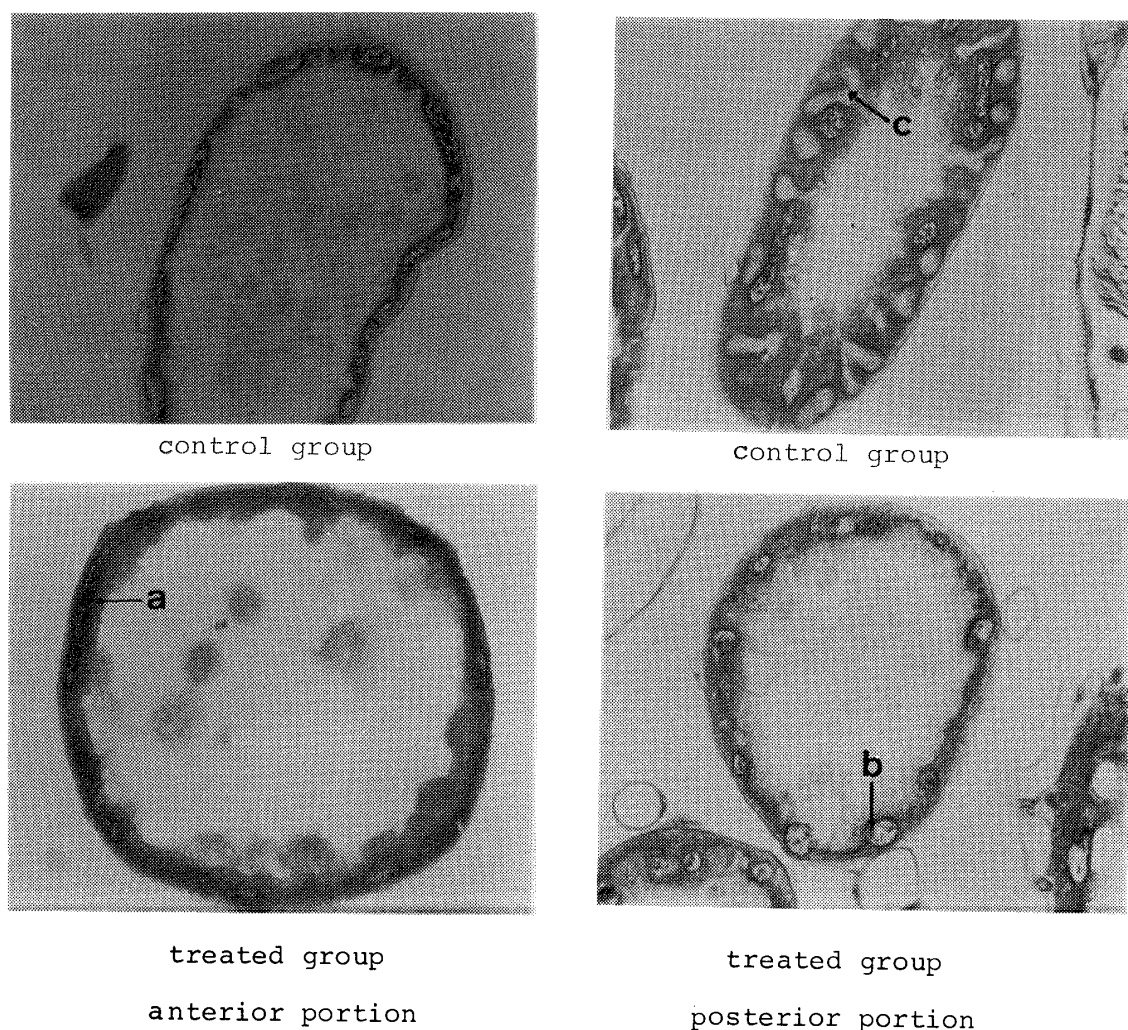 c
control group
control group
a
b
treated group
anterior portion
treated group
posterior portion